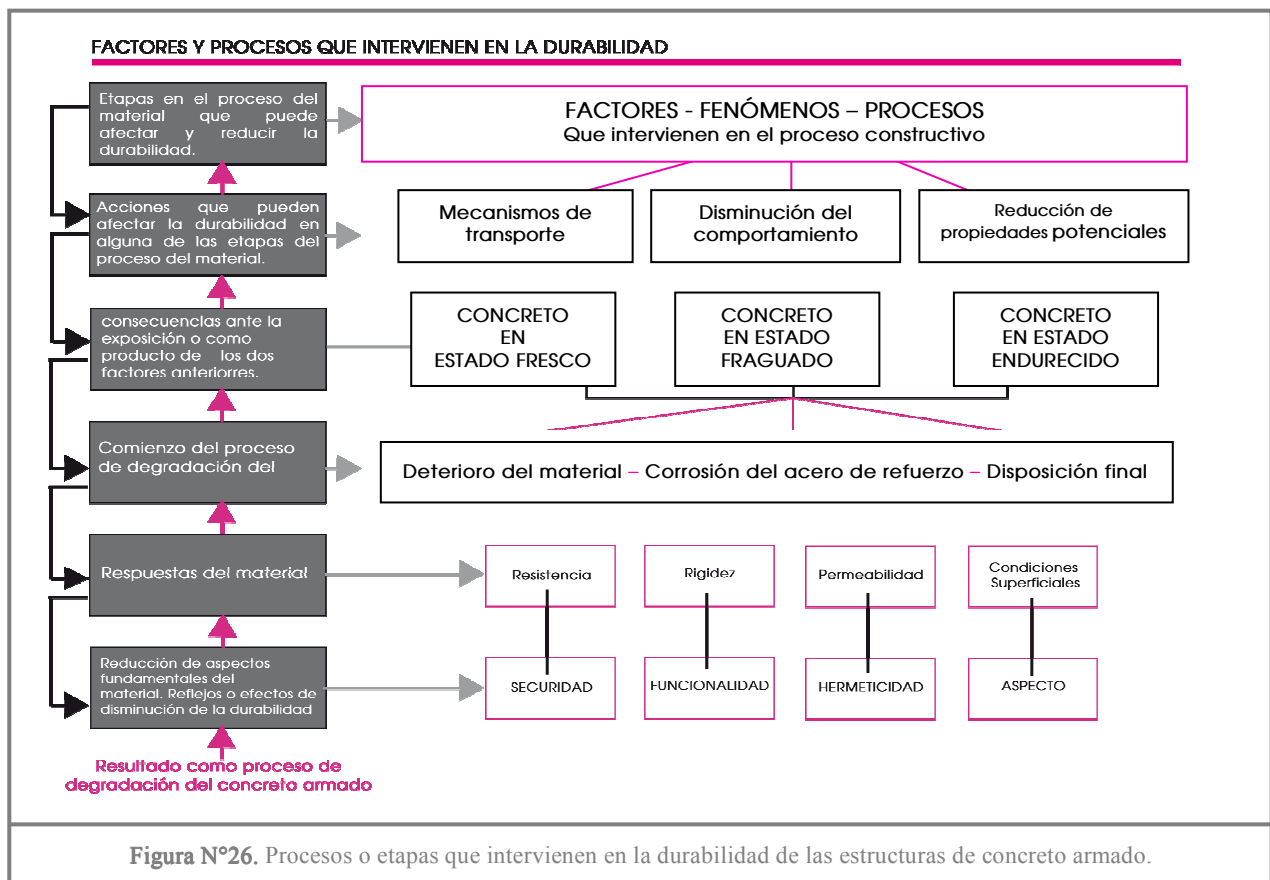 FACTORES Y PROCESOS QUE INTERVIENEN EN LA DURABILIDAD
Etapas en el proceso del
material que puede
afectar y reducir la
durabilidad.
FACTORES - FENÓMENOS – PROCESOS
Que intervienen en el proceso constructivo
Acciones que pueden
afectar la durabilidad en
alguna de las etapas del
proceso del material.
Mecanismos de
transporte
Disminución del
comportamiento
Reducción de
propiedades potenciales
consecuencias ante la
exposición o como
producto de los dos
factores anteriorres.
CONCRETO
EN
ESTADO FRESCO
CONCRETO
EN ESTADO
FRAGUADO
CONCRETO
EN ESTADO
ENDURECIDO
Comienzo del proceso
de degradación del
Deterioro del material – Corrosión del acero de refuerzo – Disposición final
Respuestas del material
Resistencia
Rigidez
Permeabilidad
Condiciones
Superficiales
Reducción de aspectos
fundamentales del
material. Reflejos o efectos de
disminución de la durabilidad
SECURIDAD
FUNCIONALIDAD
HERMETICIDAD
ASPECTO
Resultado como proceso de
degradación del concreto armado
Figura N°26. Procesos o etapas que intervienen en la durabilidad de las estructuras de concreto armado.